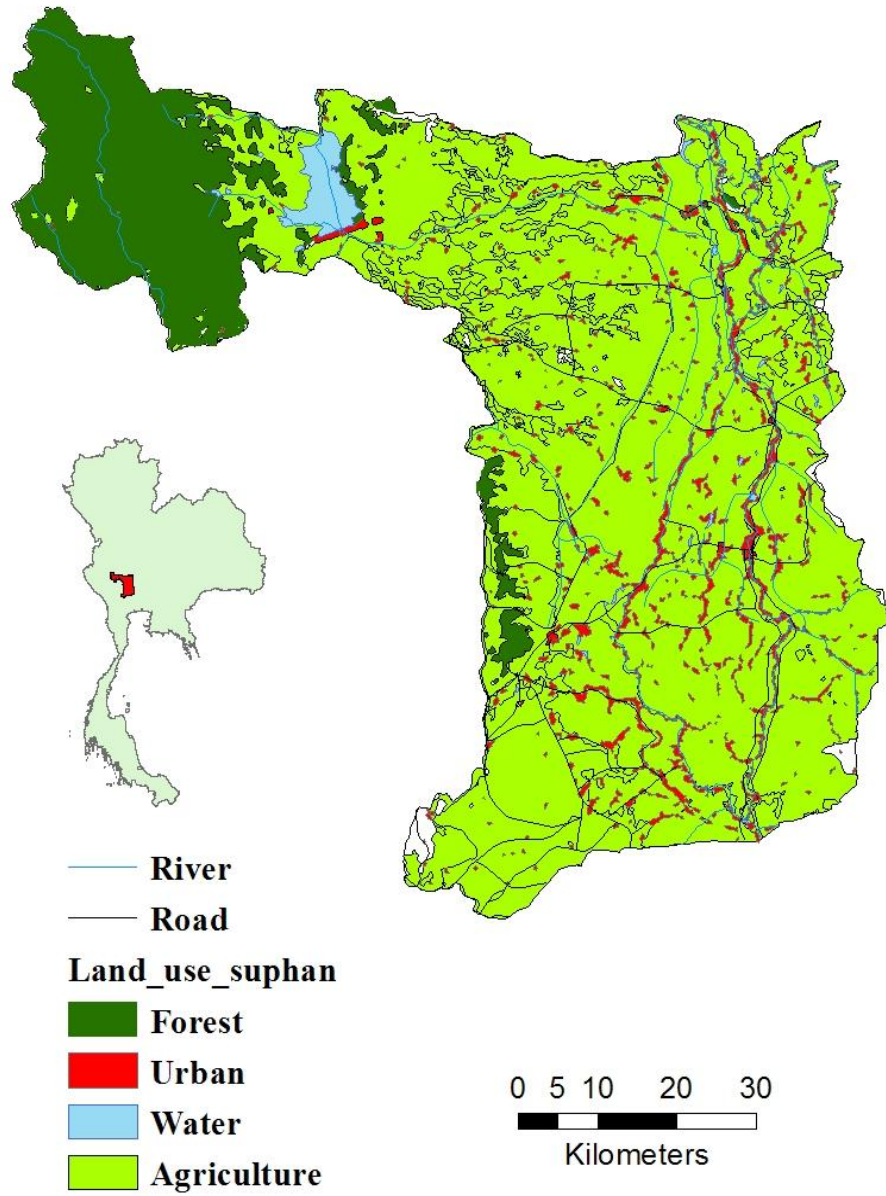 River
Road
Land_use_suphan
Forest
Urban
Water
Agriculture
0 5 10 20 30
Kilometers